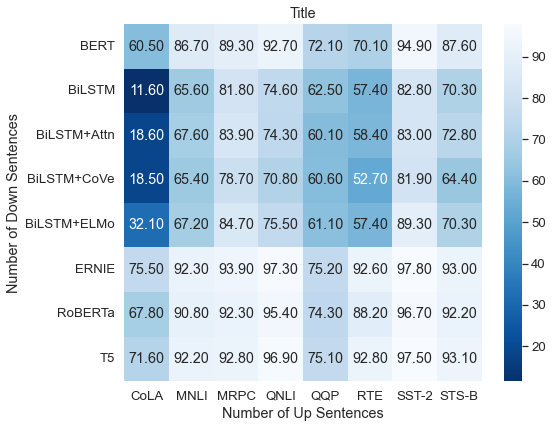 Title
BERT 60.50 86.70 89.30 92.70 72.10 70.10 94.90 87.60
BiLSTM 11.60 65.60 81.80 74.60 62.50 57.40 82.80 70.30
BiLSTM+Attn 18.60 67.60 83.90 74.30 60.10 58.40 83.00 72.80
BiLSTM+CoVe 18.50 65.40 78.70 70.80 60.60 52.70 81.90 64.40
BiLSTM+ELMo 32.10 67.20 84.70 75.50 61.10 57.40 89.30 70.30
ERNIE 75.50 92.30 93.90 97.30 75.20 92.60 97.80 93.00
RoBERTa 67.80 90.80 92.30 95.40 74.30 88.20 96.70 92.20
T5 71.60 92.20 92.80 96.90 75.10 92.80 97.50 93.10
CoLA MNLI MRPC QNLI QQP RTE SST-2 STS-B
Number of Up Sentences
Number of Down Sentences
90
80
70
60
50
40
30
20